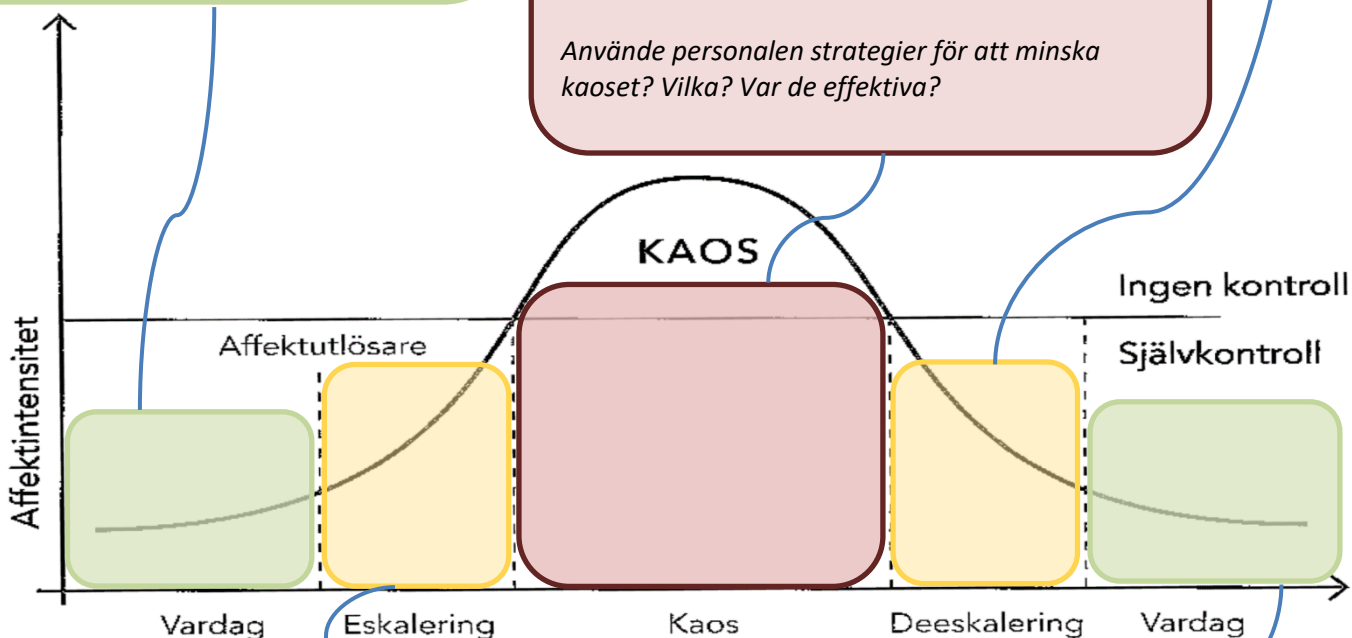 Använde personalen strategier för att minska
kaoset? Vilka? Var de effektiva?
KAOS
Ingen kontroll
Affektutlösare
Självkontroll
Affektintensitet
Vardag
Eskalering
Kaos
Deeskalering
Vardag